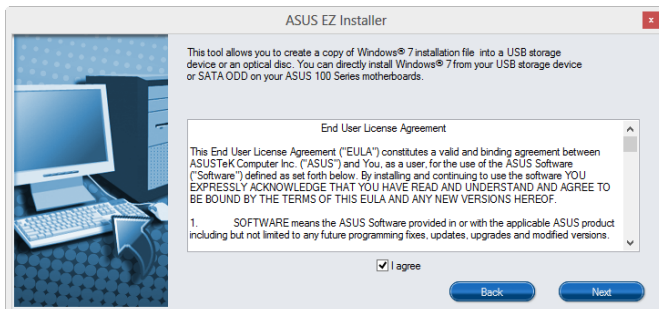 ASUS EZ Installer
x
This tool allows you to create a copy of Windows® 7 installation file into a USB storage
device or an optical disc. You can directly install Windows® 7 from your USB storage device
or SATA ODD on your ASUS 100 Series motherboards.
End User License Agreement
This End User License Agreement ("EULA") constitutes a valid and binding agreement between
ASUSTeK Computer Inc. ("ASUS") and You, as a user, for the use of the ASUS Software
("Software") defined as set forth below. By installing and continuing to use the software YOU
EXPRESSLY ACKNOWLEDGE THAT YOU HAVE READ AND UNDERSTAND AND AGREE TO
BE BOUND BY THE TERMS OF THIS EULA AND ANY NEW VERSIONS HEREOF.
1. SOFTWARE means the ASUS Software provided in or with the applicable ASUS product
including but not limited to any future programming fixes, updates, upgrades and modified versions.
I agree
Back Next